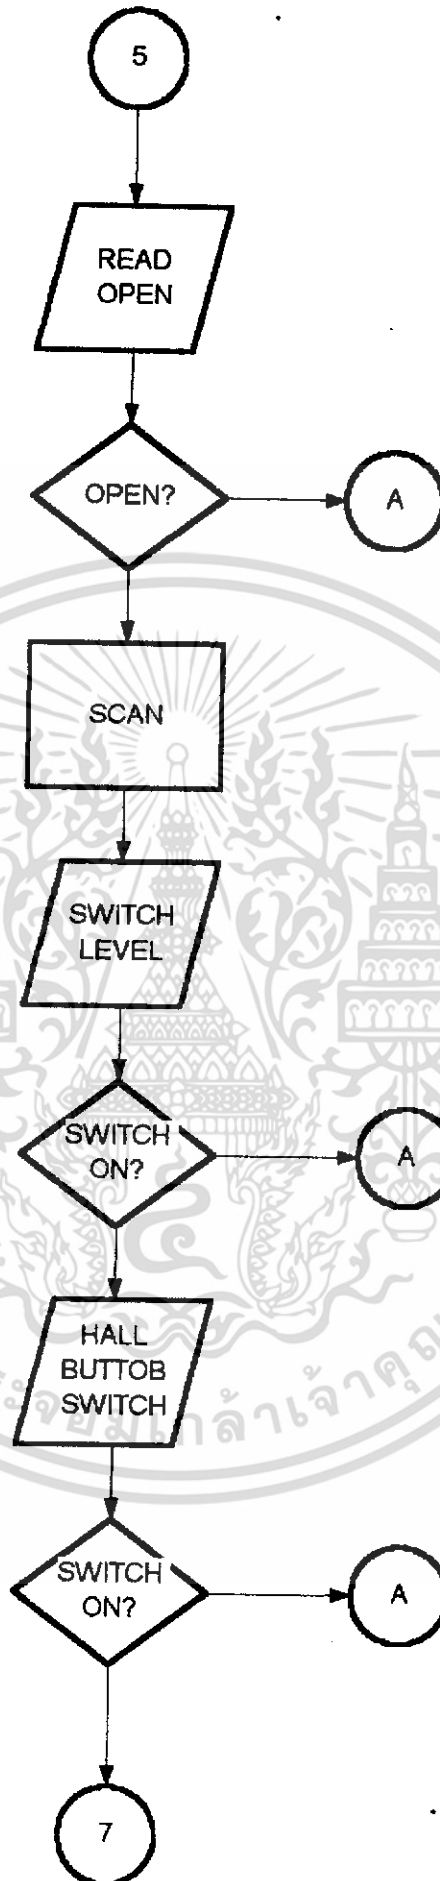 5
READ
OPEN
OPEN?
A
SCAN
SWITCH
LEVEL
SWITCH
ON?
A
HALL
BUTTOB
SWITCH
SWITCH
ON?
A
7